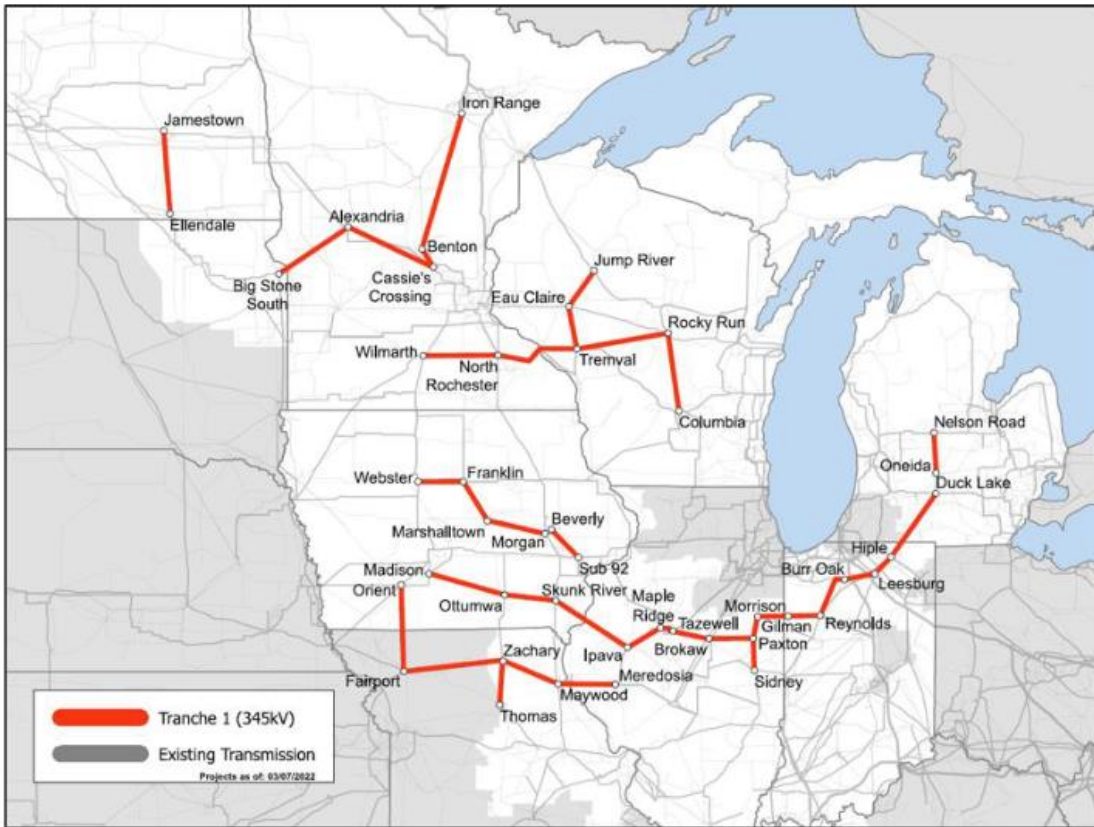 Iron Range
Jamestown
Ellendale
Alexandria
Benton
Big Stone
South
Cassie's
Crossing
Jump River
Eau Claire
Rocky Run
Wilmarth
North
Rochester
Tremval
Columbia
Nelson Road
Oneida
Duck Lake
Webster
Franklin
Marshalltown
Morgan
Beverly
Sub 92
Hiple
Burr Oak
Leesburg
Madison
Orient
Ottumwa
Skunk River
Maple
Ridge
Tazewell
Morrison
Gilman
Reynolds
Brokaw
Paxton
Ipava
Sidney
Zachary
Fairport
Maywood
Meredosia
Thomas
Tranche 1 (345kV)
Existing Transmission
Projects as of: 03/07/2022